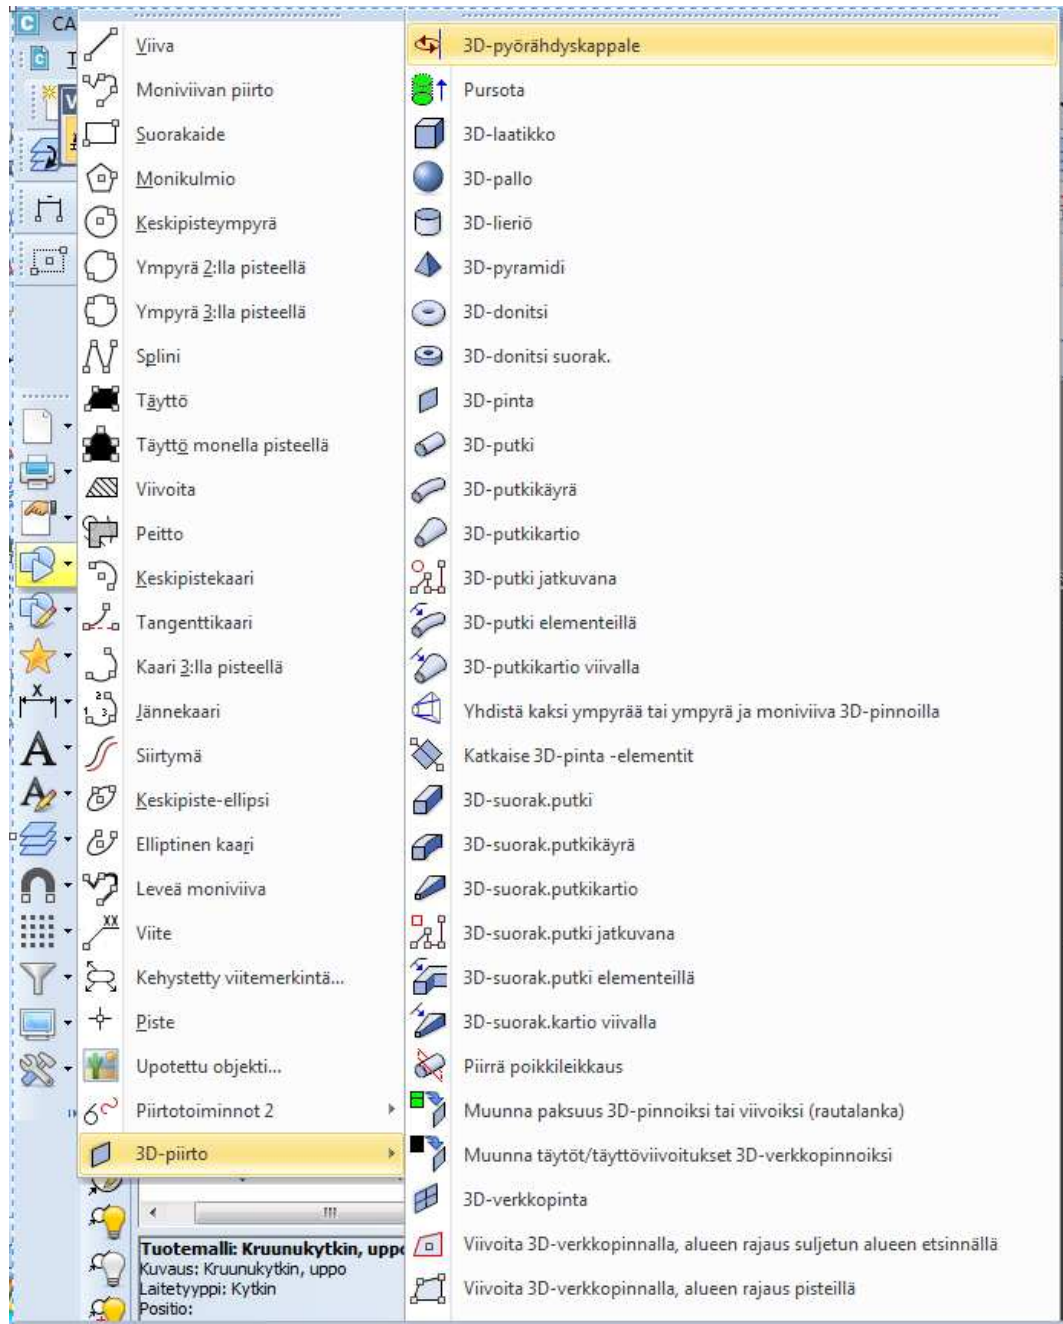 CA
Viiva
Moniviivan piirto
Suorakaide
Monikulmio
Keskipisteympyrä
Ympyrä 2:lla pisteellä
Ympyrä 3:lla pisteellä
Splini
Täyttö
Täyttö monella pisteellä
Viivoita
Peitto
Keskipistekaari
Tangenttikaari
Kaari 3:lla pisteellä
Jännekaari
Siirtymä
Keskipiste-ellipsi
Elliptinen kaari
Leveä moniviiva
Viite
Kehystetty viitemerkintä...
Piste
Upotettu objekti...
Piirtotoiminnot 2
3D-piirto
3D-pyörähdyskappale
Pursota
3D-laatikko
3D-pallo
3D-lieriö
3D-pyramidi
3D-donitsi
3D-donitsi suorak.
3D-pinta
3D-putki
3D-putkikäyrä
3D-putkikartio
3D-putki jatkuvana
3D-putki elementeillä
3D-putkikartio viivalla
Yhdistä kaksi ympyrää tai ympyrä ja moniviiva 3D-pinnoilla
Katkaise 3D-pinta -elementit
3D-suorak.putki
3D-suorak.putkikäyrä
3D-suorak.putkikartio
3D-suorak.putki jatkuvana
3D-suorak.putki elementeillä
3D-suorak.kartio viivalla
Piirrä poikkileikkaus
Muunna paksuus 3D-pinnoiksi tai viivoiksi (rautalanka)
Muunna täytöt/täyttöviivoitukset 3D-verkkopinnoiksi
3D-verkkopinta
Viivoita 3D-verkkopinnalla, alueen rajaus suljetun alueen etsinnällä
Viivoita 3D-verkkopinnalla, alueen rajaus pisteillä
Tuotemalli: Kruunukytkin, uppo
Kuvaus: Kruunukytkin, uppo
Laitetyyppi: Kytkin
Positio: